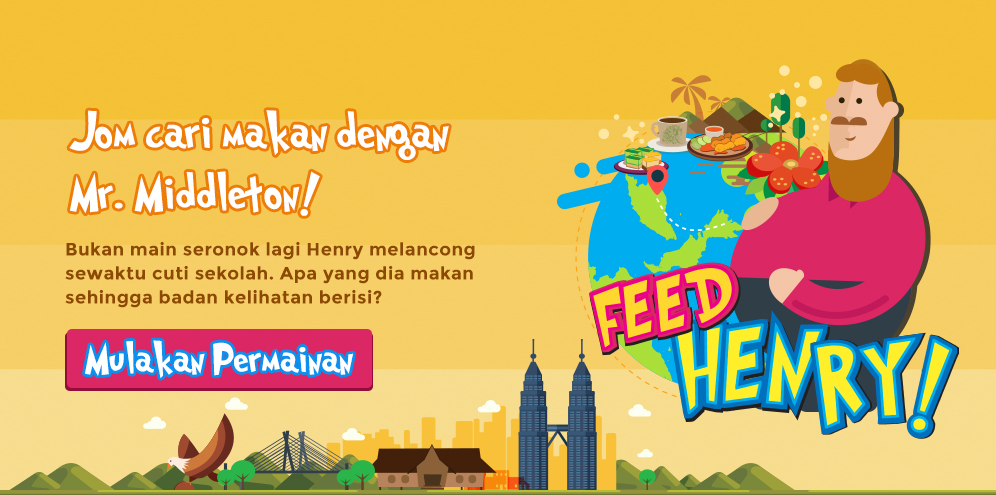 Jom cari makan dengan
Mr. Middleton!
Bukan main seronok lagi Henry melancong
sewaktu cuti sekolah. Apa yang dia makan
sehingga badan kelihatan berisi?
Mulakan Permainan
FEED
HENRY!